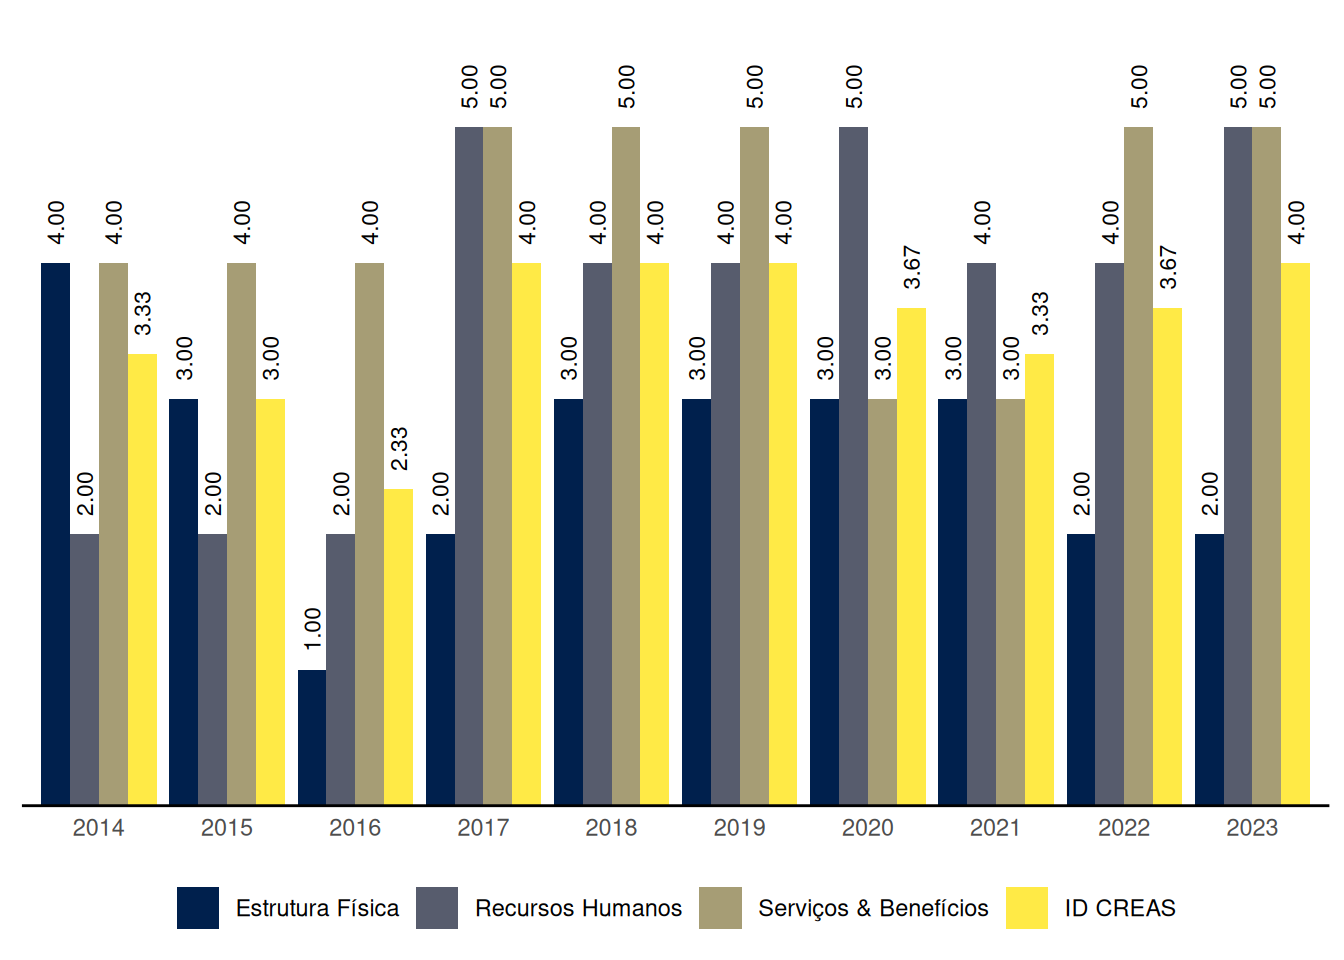 5.00 5.00 5.00 5.00 5.00 5.00 5.00 5.00
4.00 4.00 4.00 4.00 4.00 4.00 4.00 4.00 4.00 4.00 4.00 4.00
3.67 3.67
3.33 3.33
3.00 3.00 3.00 3.00 3.00 3.00 3.00 3.00
2.33
2.00 2.00 2.00 2.00 2.00 2.00
1.00
2014 2015 2016 2017 2018 2019 2020 2021 2022 2023
Estrutura Física Recursos Humanos Serviços & Benefícios ID CREAS